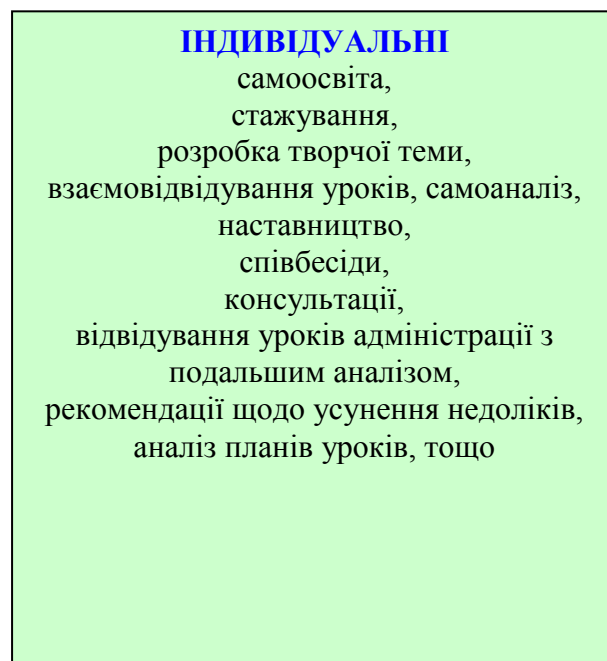 ІНДИВІДУАЛЬНІ
самоосвіта,
стажування,
розробка творчої теми,
взаємовідвідування уроків, самоаналіз,
наставництво,
співбесіди,
консультації,
відвідування уроків адміністрації з
подальшим аналізом,
рекомендації щодо усунення недоліків,
аналіз планів уроків, тощо